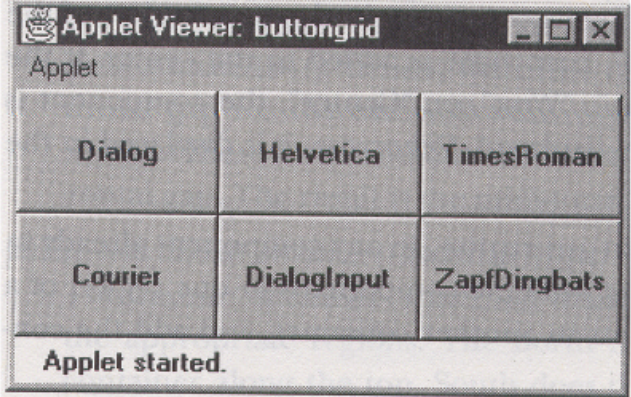 Applet Viewer: buttongrid
Applet
Dialog Helvetica TimesRoman
Courier DialogInput ZapfDingbats
Applet started.